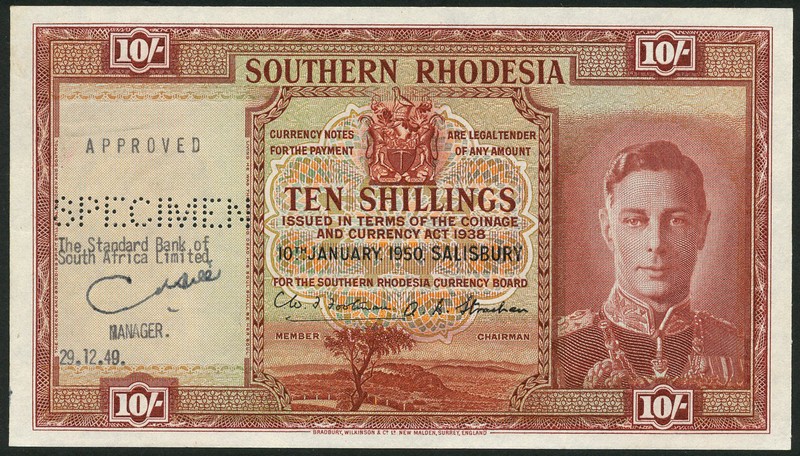 10/-
10/-
SOUTHERN RHODESIA
CURRENCY NOTES ARE LEGAL TENDER
FOR THE PAYMENT OF ANY AMOUNT
TEN SHILLINGS
ISSUED IN TERMS OF THE COINAGE
AND CURRENCY ACT 1938
10TH JANUARY 1950, SALISBURY
FOR THE SOUTHERN RHODESIA CURRENCY BOARD
A. H. Strachan
MEMBER CHAIRMAN
APPROVED
SPECIMEN
The Standard Bank of
South Africa Limited
MANAGER.
29.12.49.
10/-
10/-
BRADBURY, WILKINSON & Co LD. NEW MALDEN, SURREY, ENGLAND